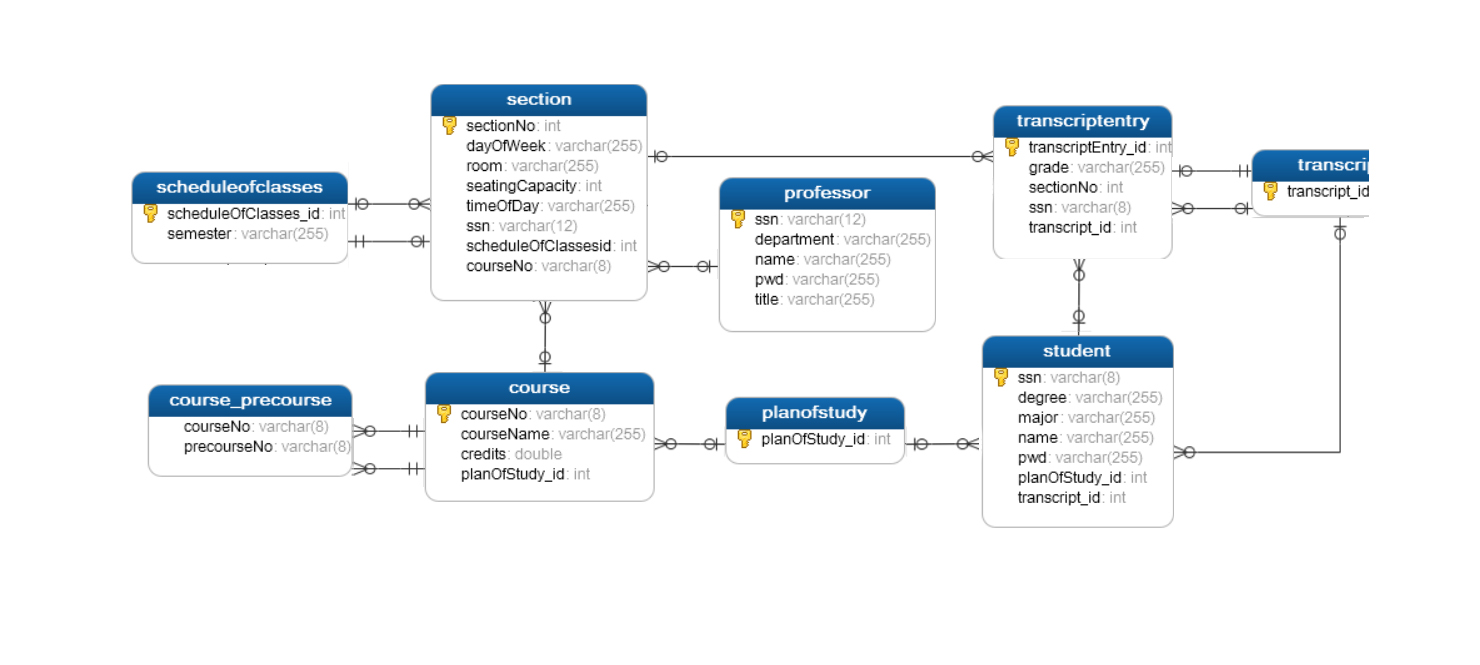 section
sectionNo: int
dayOfWeek: varchar(255)
room: varchar(255)
seatingCapacity: int
timeOfDay: varchar(255)
ssn: varchar(12)
scheduleOfClassesid: int
courseNo: varchar(8)
transcriptentry
transcriptEntry_id: int
grade: varchar(255)
sectionNo: int
ssn: varchar(8)
transcript_id: int
transcrip
transcript_id
scheduleofclasses
scheduleOfClasses_id: int
semester: varchar(255)
professor
ssn: varchar(12)
department: varchar(255)
name: varchar(255)
pwd: varchar(255)
title: varchar(255)
student
ssn: varchar(8)
degree: varchar(255)
major: varchar(255)
name: varchar(255)
pwd: varchar(255)
planOfStudy_id: int
transcript_id: int
course_precourse
courseNo: varchar(8)
precourseNo: varchar(8)
course
courseNo: varchar(8)
courseName: varchar(255)
credits: double
planOfStudy_id: int
planofstudy
planOfStudy_id: int